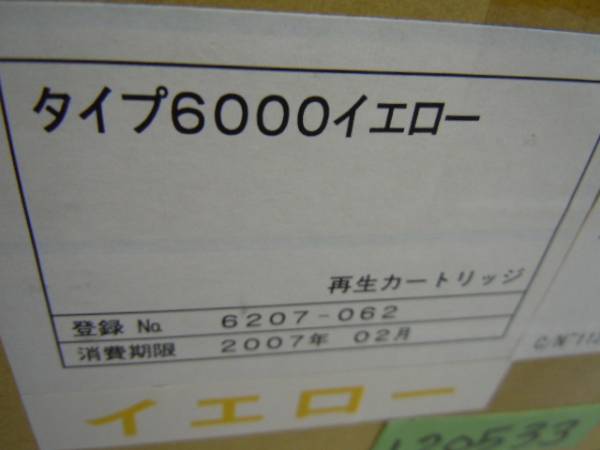 タイプ6000イエロー
再生カートリッジ
登録 No. 6207-062
消費期限 2007年 02月
イエロー
120533